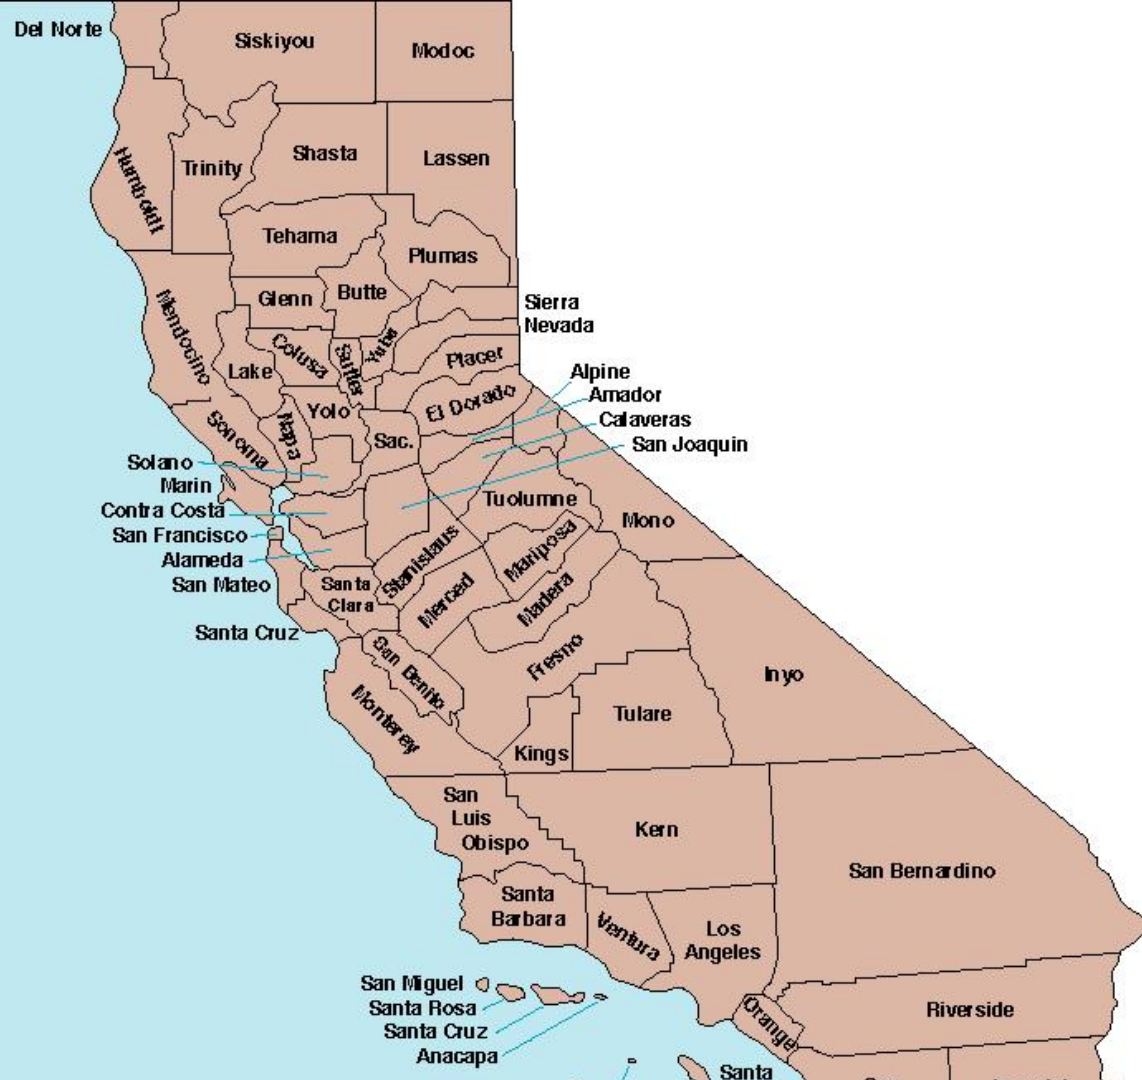 Del Norte
Siskiyou
Modoc
Humboldt
Trinity
Shasta
Lassen
Tehama
Plumas
Mendocino
Glenn
Butte
Sierra
Nevada
Lake
Colusa
Sutter
Yuba
Placer
Alpine
Amador
Calaveras
San Joaquin
El Dorado
Yolo
Napa
Sonoma
Sac.
Solano
Marin
Contra Costa
San Francisco
Alameda
San Mateo
Santa Cruz
Tuolumne
Mono
Stanislaus
Mariposa
Santa
Clara
Merced
Madera
San Benito
Fresno
Inyo
Monterey
Tulare
Kings
San
Luis
Obispo
Kern
San Bernardino
Santa
Barbara
Ventura
Los
Angeles
San Miguel
Santa Rosa
Santa Cruz
Anacapa
Orange
Riverside
Santa